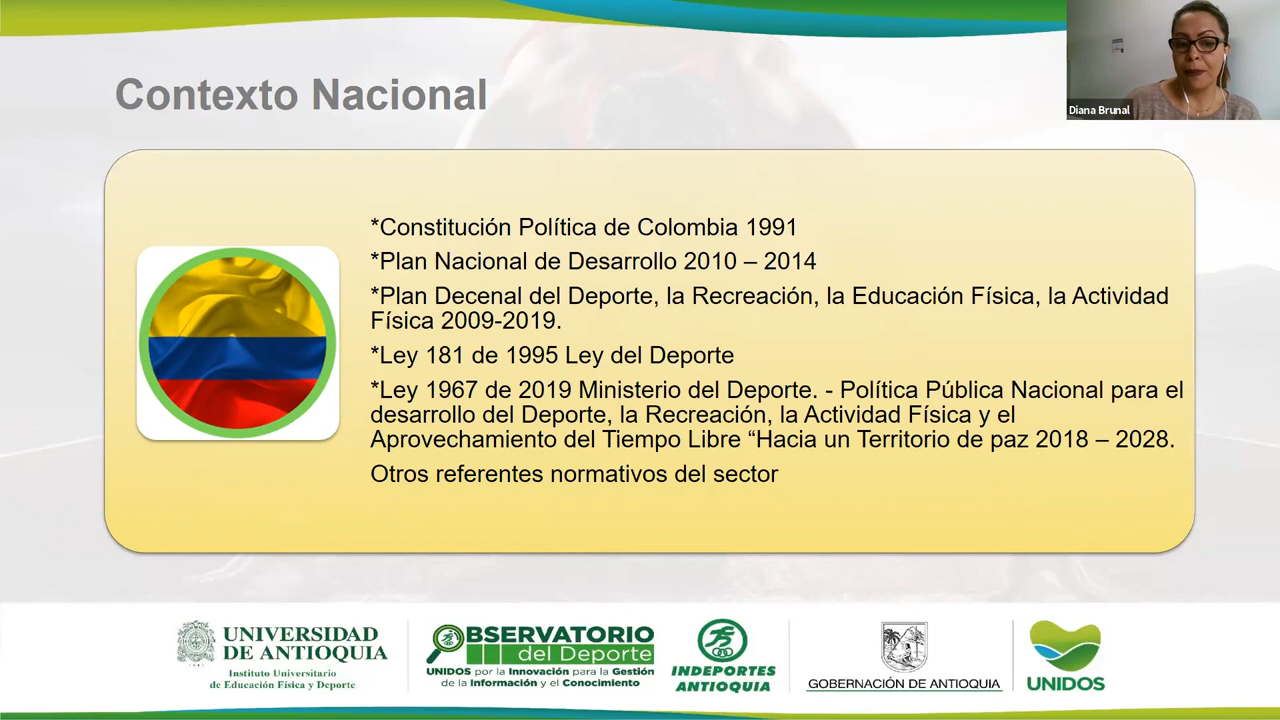 Contexto Nacional
Diana Brunal
*Constitución Política de Colombia 1991
*Plan Nacional de Desarrollo 2010 – 2014
*Plan Decenal del Deporte, la Recreación, la Educación Física, la Actividad
Física 2009-2019.
*Ley 181 de 1995 Ley del Deporte
*Ley 1967 de 2019 Ministerio del Deporte. - Política Pública Nacional para el
desarrollo del Deporte, la Recreación, la Actividad Física y el
Aprovechamiento del Tiempo Libre “Hacia un Territorio de paz 2018 – 2028.
Otros referentes normativos del sector
UNIVERSIDAD
DE ANTIOQUIA
Instituto Universitario
de Educación Física y Deporte
OBSERVATORIO
del Deporte
UNIDOS por la Innovación para la Gestión
de la Información y el Conocimiento
INDEPORTES
ANTIOQUIA
GOBERNACIÓN DE ANTIOQUIA
UNIDOS